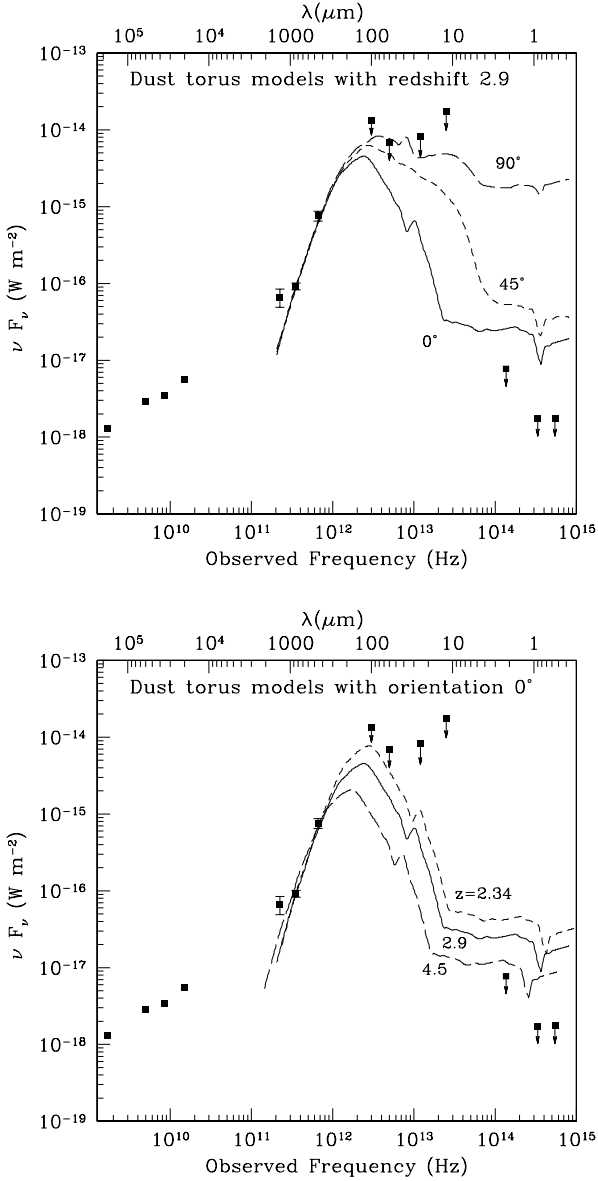 λ(μm)
10⁵ 10⁴ 1000 100 10 1
Dust torus models with redshift 2.9
10⁻¹³
10⁻¹⁴
10⁻¹⁵
10⁻¹⁶
10⁻¹⁷
10⁻¹⁸
10⁻¹⁹
ν F_ν (W m⁻²)
90°
45°
0°
10¹⁰ 10¹¹ 10¹² 10¹³ 10¹⁴ 10¹⁵
Observed Frequency (Hz)
λ(μm)
10⁵ 10⁴ 1000 100 10 1
Dust torus models with orientation 0°
10⁻¹³
10⁻¹⁴
10⁻¹⁵
10⁻¹⁶
10⁻¹⁷
10⁻¹⁸
10⁻¹⁹
ν F_ν (W m⁻²)
z=2.34
2.9
4.5
10¹⁰ 10¹¹ 10¹² 10¹³ 10¹⁴ 10¹⁵
Observed Frequency (Hz)